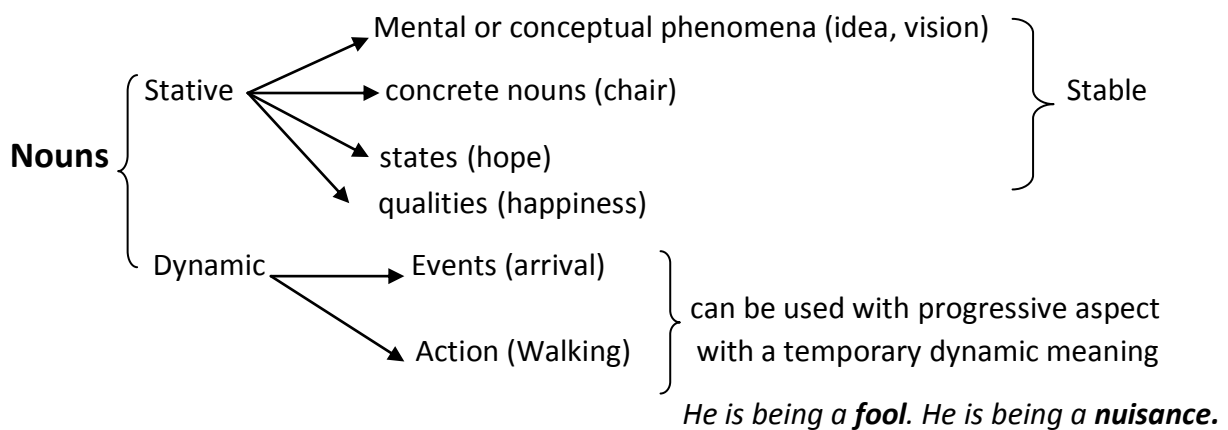 Mental or conceptual phenomena (idea, vision)
Stative concrete nouns (chair) Stable
Nouns
states (hope)
qualities (happiness)
Dynamic Events (arrival)
can be used with progressive aspect
Action (Walking) with a temporary dynamic meaning
He is being a fool. He is being a nuisance.